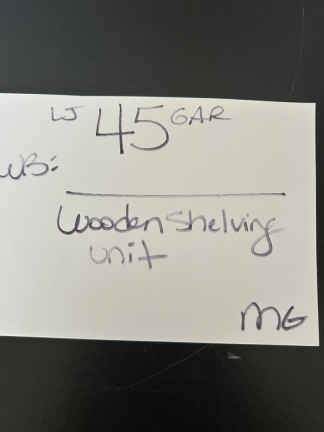 LJ 45 GAR
WB:
Wooden Shelving
unit
MG